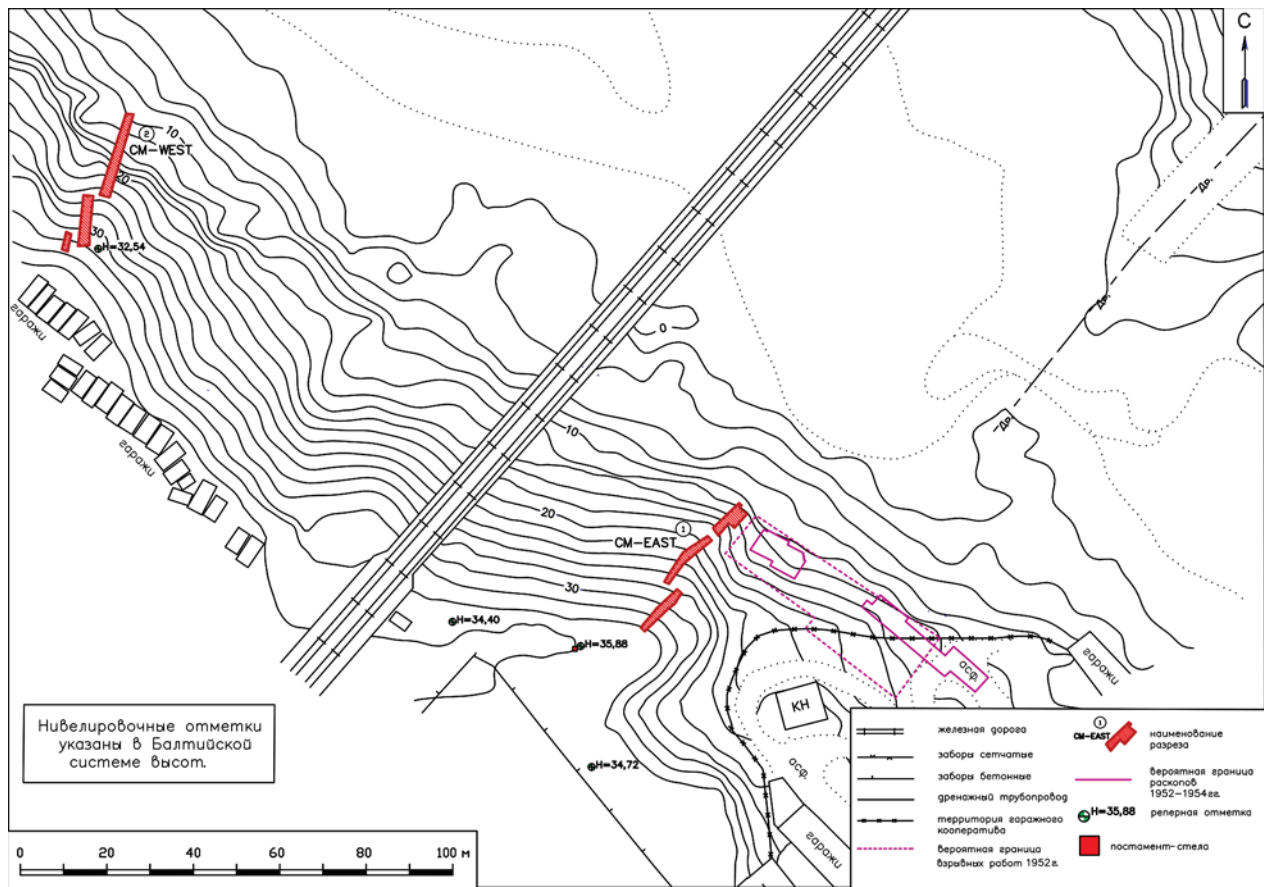 С
10
2
CM-WEST
20
30
H=32,54
гаражи
гаражи
0
Др.
Др.
Др.
10
20
1
CM-EAST
30
H=34,40
H=35,88
H=34,72
асф.
гаражи
КН
асф.
гаражи
Нивелировочные отметки
указаны в Балтийской
системе высот.
0 20 40 60 80 100 м
железная дорога
заборы сетчатые
заборы бетонные
дренажный трубопровод
территория гаражного
кооператива
вероятная граница
взрывных работ 1952г.
1
CM-EAST
наименование
разреза
вероятная граница
раскопов
1952–1954гг.
H=35,88
реперная отметка
постамент-стела